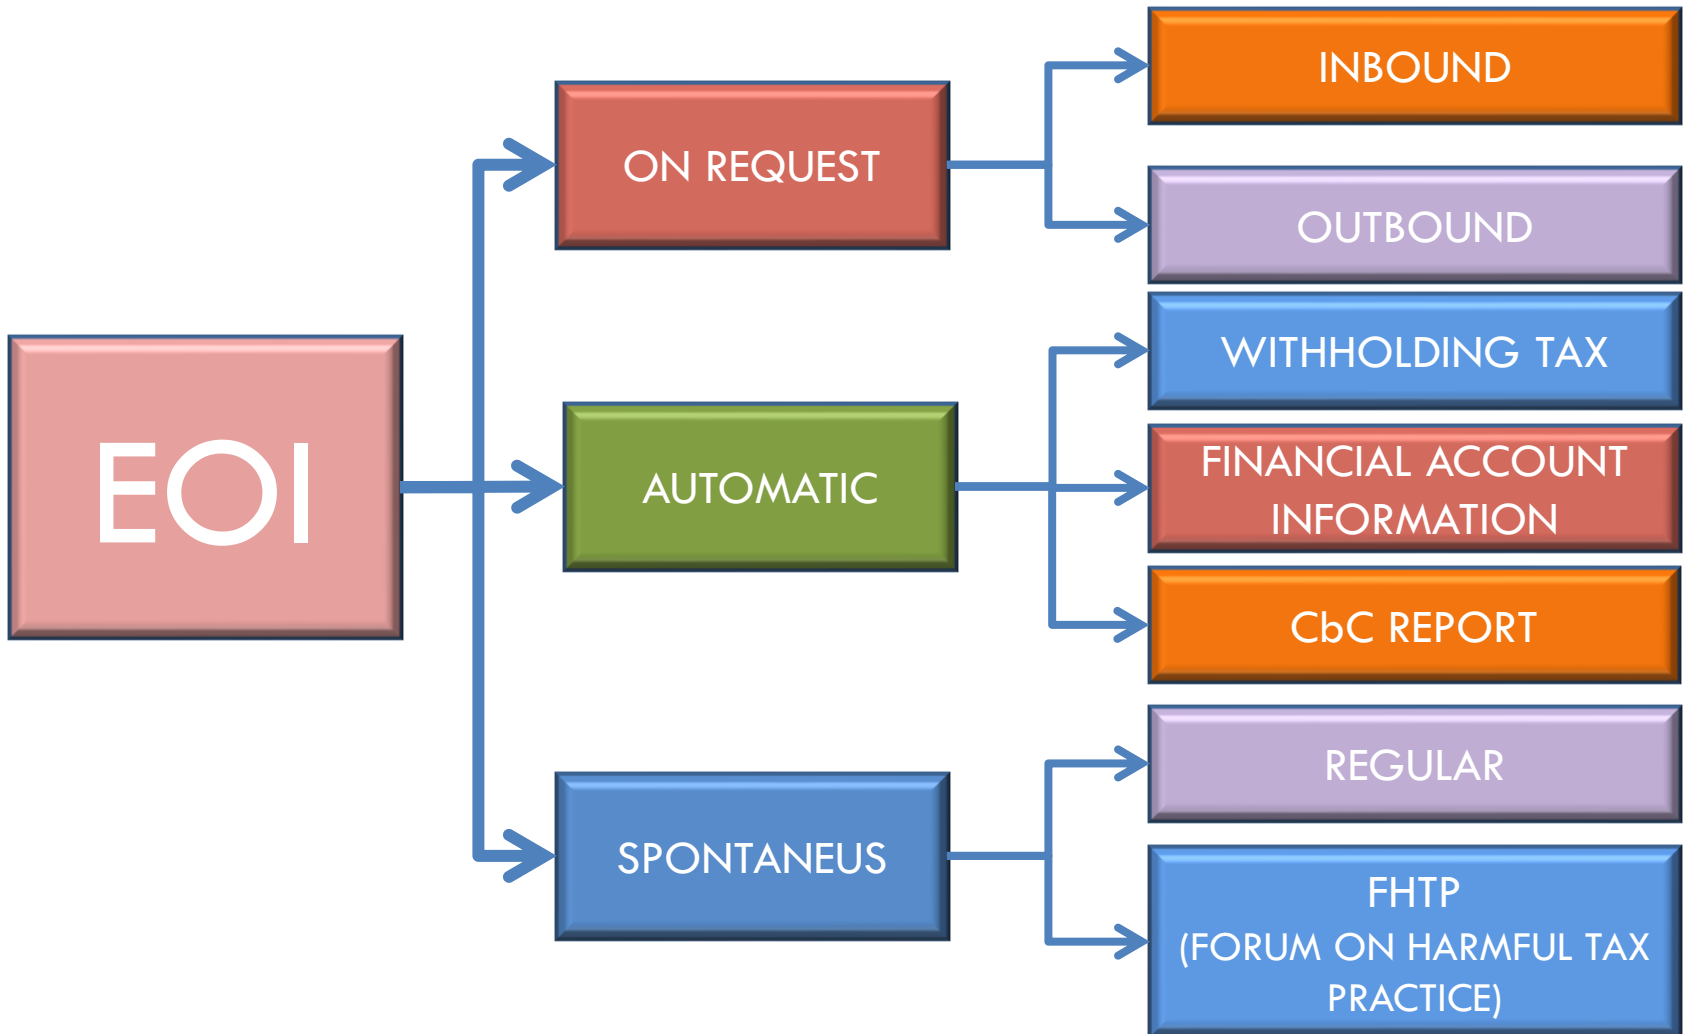 EOI
ON REQUEST
INBOUND
OUTBOUND
AUTOMATIC
WITHHOLDING TAX
FINANCIAL ACCOUNT
INFORMATION
CbC REPORT
SPONTANEUS
REGULAR
FHTP
(FORUM ON HARMFUL TAX
PRACTICE)